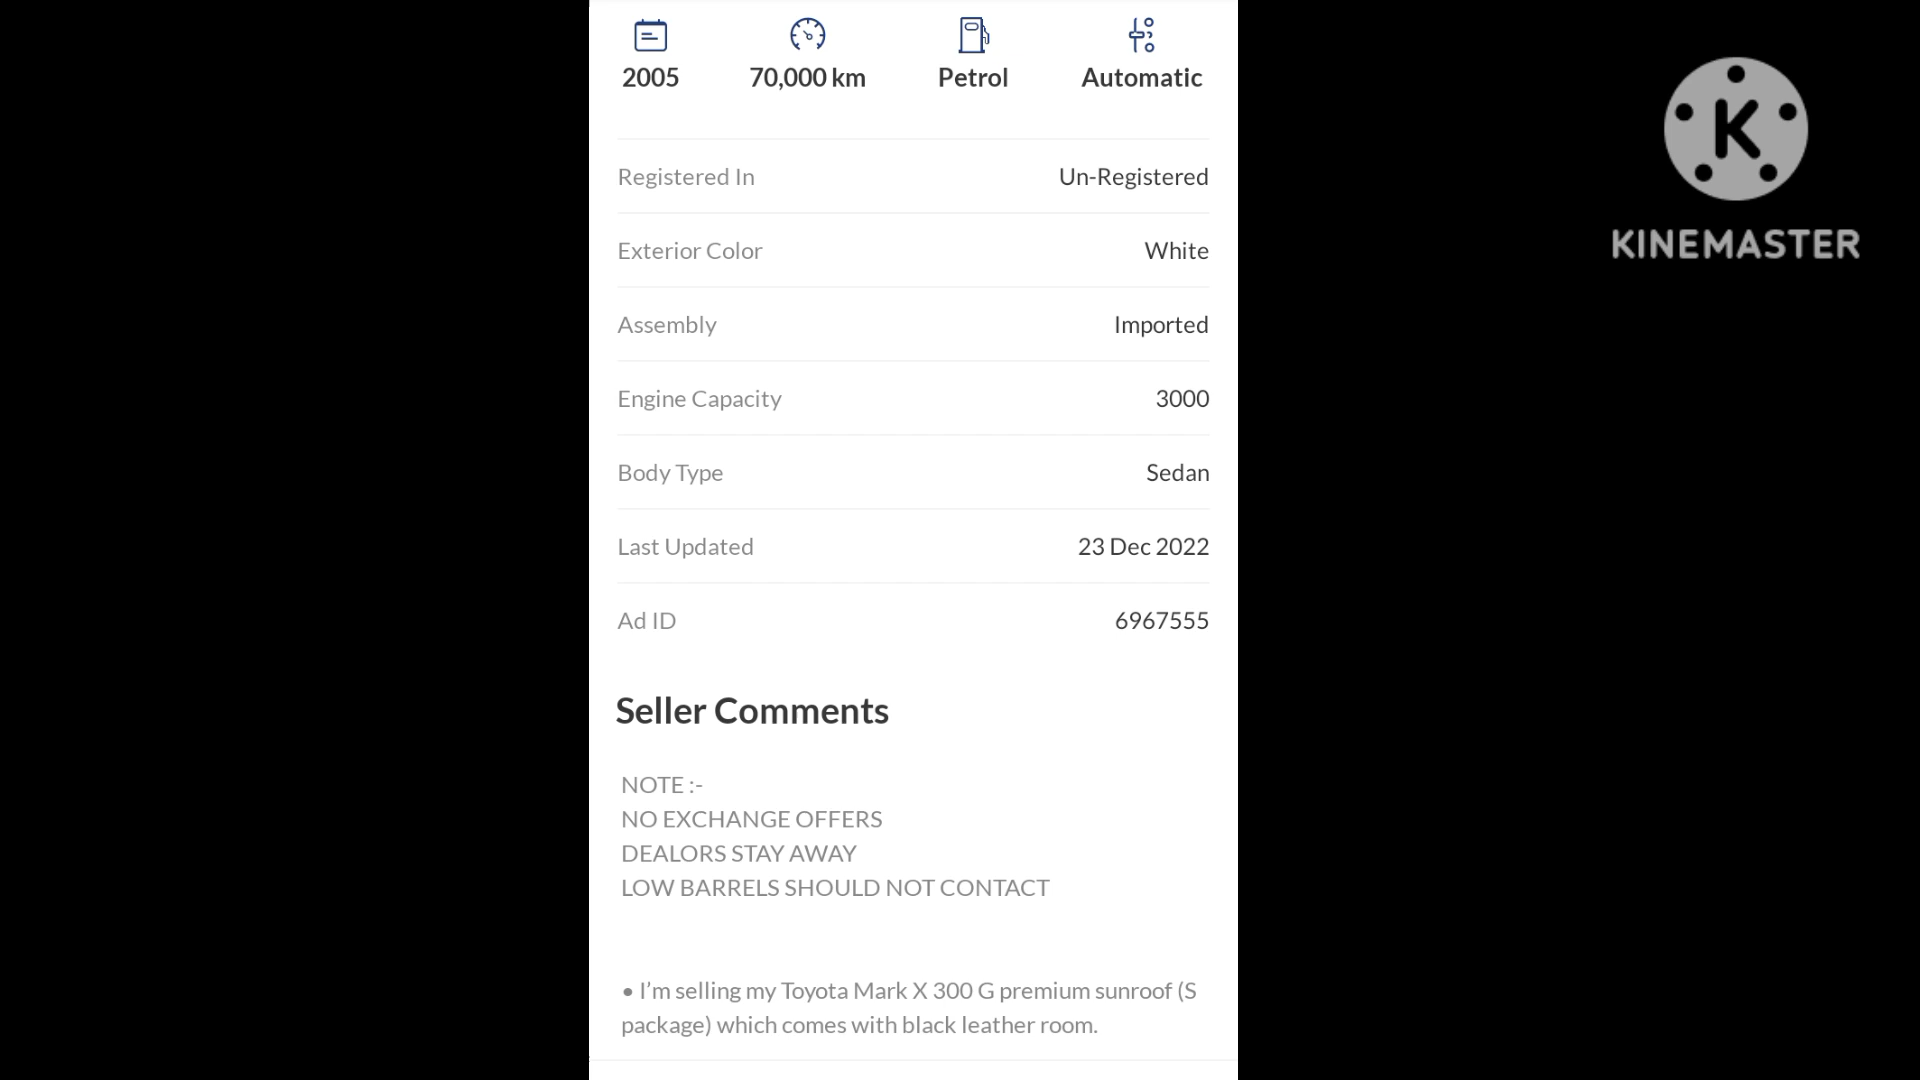 2005 70,000 km Petrol Automatic
Registered In Un-Registered
Exterior Color White
Assembly Imported
Engine Capacity 3000
Body Type Sedan
Last Updated 23 Dec 2022
Ad ID 6967555
Seller Comments
NOTE :-
NO EXCHANGE OFFERS
DEALORS STAY AWAY
LOW BARRELS SHOULD NOT CONTACT
• I’m selling my Toyota Mark X 300 G premium sunroof (S
package) which comes with black leather room.
K
KINEMASTER